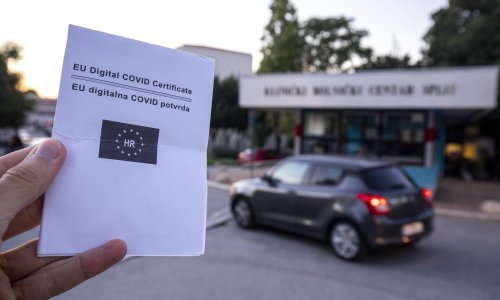 EU Digital COVID Certificate
EU digitalna COVID potvrda
HR
KLINIČKI BOLNIČKI CENTAR SPLIT